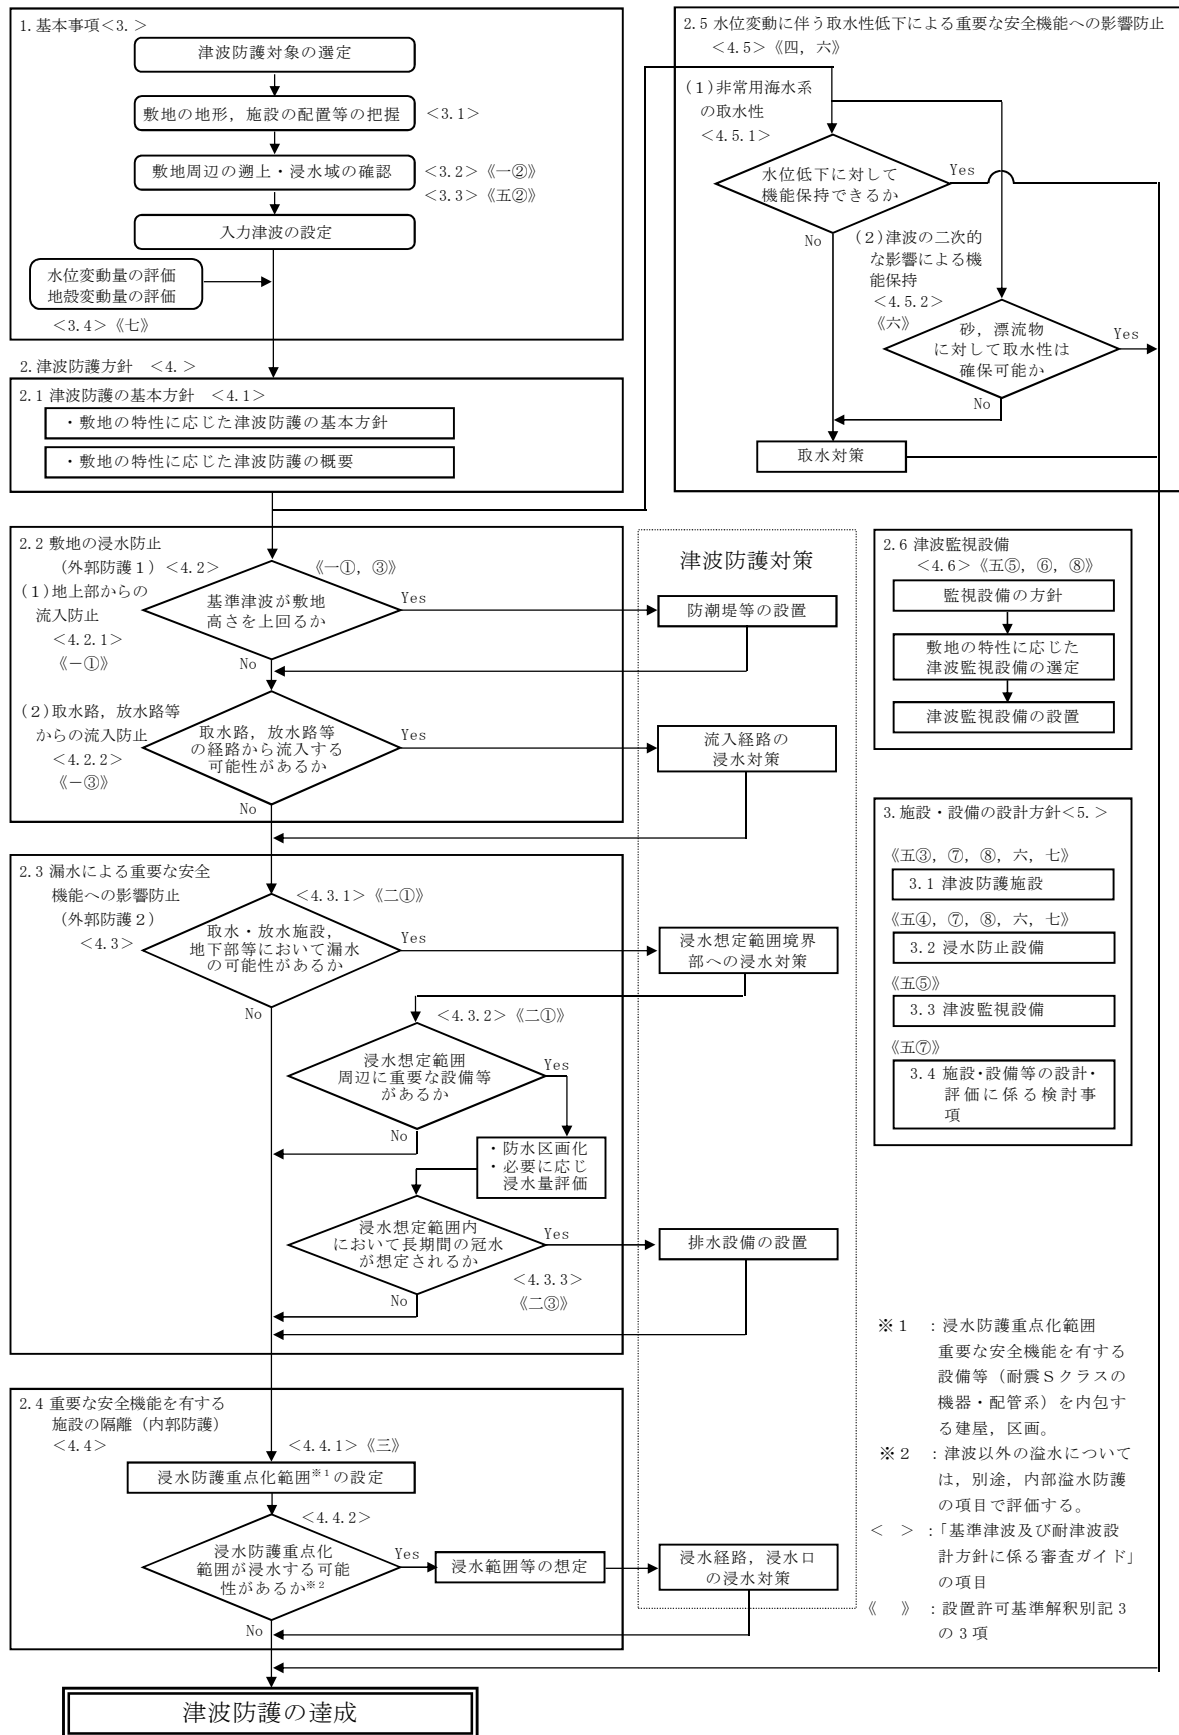 1. 基本事項<3. >
津波防護対象の選定
敷地の地形，施設の配置等の把握
<3.1>
敷地周辺の遡上・浸水域の確認
<3.2>《一②》
<3.3>《五②》
入力津波の設定
水位変動量の評価
地殻変動量の評価
<3.4>《七》
2. 津波防護方針　<4. >
2.1 津波防護の基本方針　<4.1>
・敷地の特性に応じた津波防護の基本方針
・敷地の特性に応じた津波防護の概要
2.2 敷地の浸水防止
（外郭防護１）<4.2>
《一①，③》
(１)地上部からの
流入防止
<4.2.1>
《－①》
基準津波が敷地
高さを上回るか
Yes
No
(２)取水路，放水路等
からの流入防止
<4.2.2>
《－③》
取水路，放水路等
の経路から流入する
可能性があるか
Yes
No
2.3 漏水による重要な安全
機能への影響防止
（外郭防護２）
<4.3>
<4.3.1>《二①》
取水・放水施設，
地下部等において漏水
の可能性があるか
Yes
No
<4.3.2>《二①》
浸水想定範囲
周辺に重要な設備等
があるか
Yes
No
・防水区画化
・必要に応じ
浸水量評価
浸水想定範囲内
において長期間の冠水
が想定されるか
Yes
<4.3.3>
《二③》
No
2.4 重要な安全機能を有する
施設の隔離（内郭防護）
<4.4>
<4.4.1>《三》
浸水防護重点化範囲※１の設定
<4.4.2>
浸水防護重点化
範囲が浸水する可能
性があるか※２
Yes
浸水範囲等の想定
No
津波防護の達成
津波防護対策
防潮堤等の設置
流入経路の
浸水対策
浸水想定範囲境界
部への浸水対策
排水設備の設置
浸水経路，浸水口
の浸水対策
2.5 水位変動に伴う取水性低下による重要な安全機能への影響防止
<4.5>《四，六》
(１)非常用海水系
の取水性
<4.5.1>
水位低下に対して
機能保持できるか
Yes
No
(２)津波の二次的
な影響による機
能保持
<4.5.2>
《六》
砂，漂流物
に対して取水性は
確保可能か
Yes
No
取水対策
2.6 津波監視設備
<4.6>《五⑤，⑥，⑧》
監視設備の方針
敷地の特性に応じた
津波監視設備の選定
津波監視設備の設置
3. 施設・設備の設計方針<5. >
《五③，⑦，⑧，六，七》
3.1 津波防護施設
《五④，⑦，⑧，六，七》
3.2 浸水防止設備
《五⑤》
3.3 津波監視設備
《五⑦》
3.4 施設・設備等の設計・
評価に係る検討事
項
※１　：浸水防護重点化範囲
重要な安全機能を有する
設備等（耐震Ｓクラスの
機器・配管系）を内包す
る建屋，区画。
※２　：津波以外の溢水について
は，別途，内部溢水防護
の項目で評価する。
＜　＞：「基準津波及び耐津波設
計方針に係る審査ガイド」
の項目
《　》：設置許可基準解釈別記３
の３項